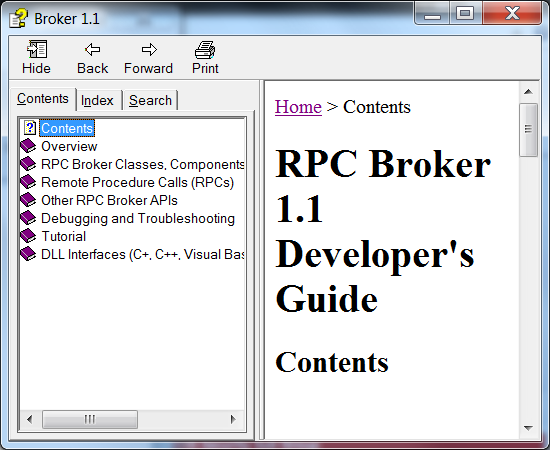 Broker 1.1
Hide Back Forward Print
Contents Index Search
Contents
Overview
RPC Broker Classes, Components
Remote Procedure Calls (RPCs)
Other RPC Broker APIs
Debugging and Troubleshooting
Tutorial
DLL Interfaces (C+, C++, Visual Bas
Home > Contents
RPC Broker
1.1
Developer's
Guide
Contents